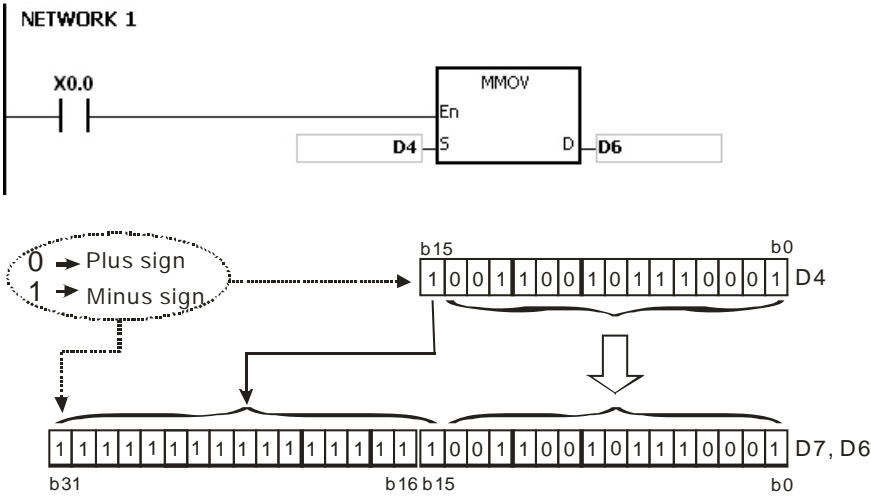 NETWORK 1
X0.0
MMOV
En
D4 S D D6
0 → Plus sign
1 → Minus sign
b15 b0
1 0 0 1 1 0 0 1 0 1 1 1 0 0 0 1 D4
1 1 1 1 1 1 1 1 1 1 1 1 1 1 1 1 1 0 0 1 1 0 0 1 0 1 1 1 0 0 0 1 D7, D6
b31 b16 b15 b0